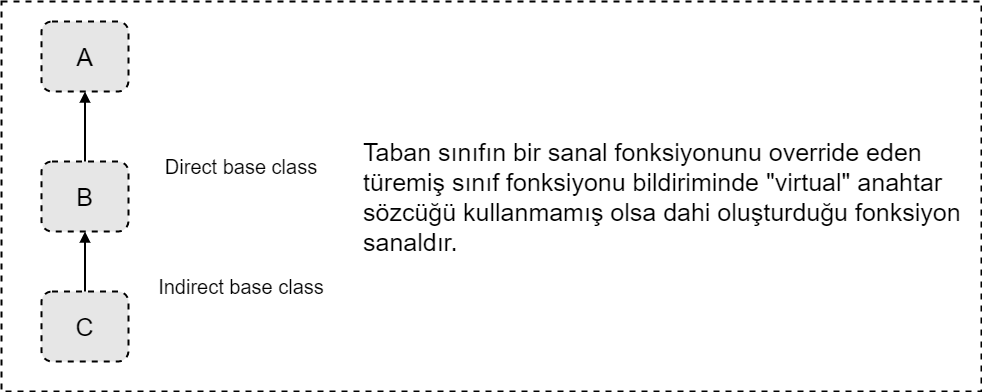 A
Direct base class
B
Indirect base class
C
Taban sınıfın bir sanal fonksiyonunu override eden
türemiş sınıf fonksiyonu bildiriminde "virtual" anahtar
sözcüğü kullanmamış olsa dahi oluşturduğu fonksiyon
sanaldır.